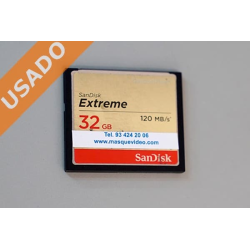 USADO
SanDisk
Extreme
120 MB/s
32 GB
Tel. 93 424 20 06
www.masquevideo.com
SanDisk